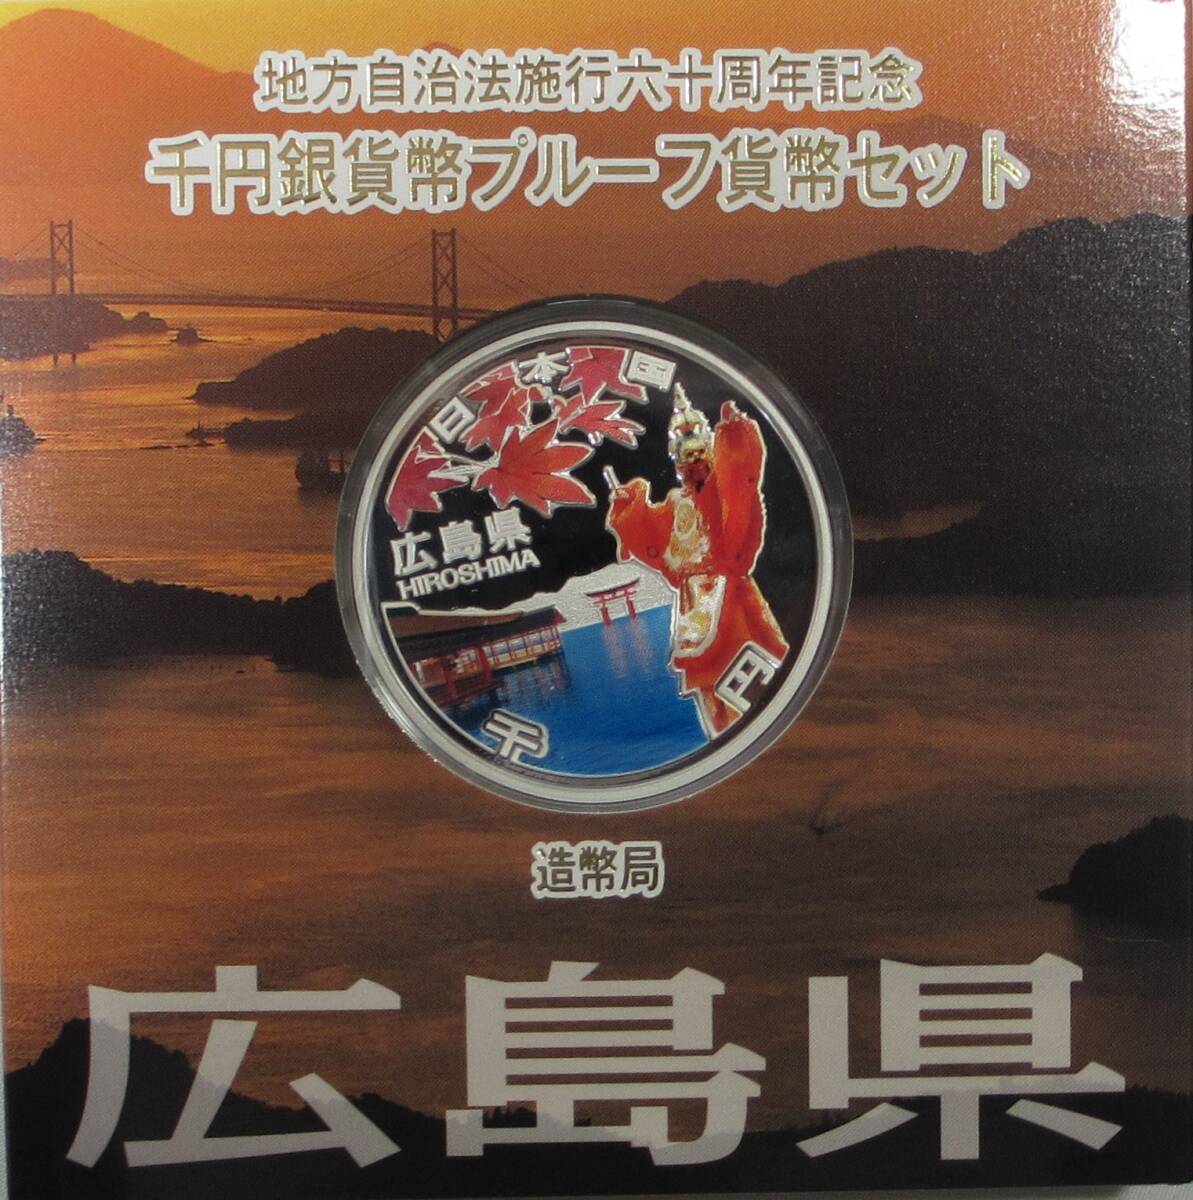 地方自治法施行六十周年記念
千円銀貨幣プルーフ貨幣セット
日本国
広島県
HIROSHIMA
千円
造幣局
広島県